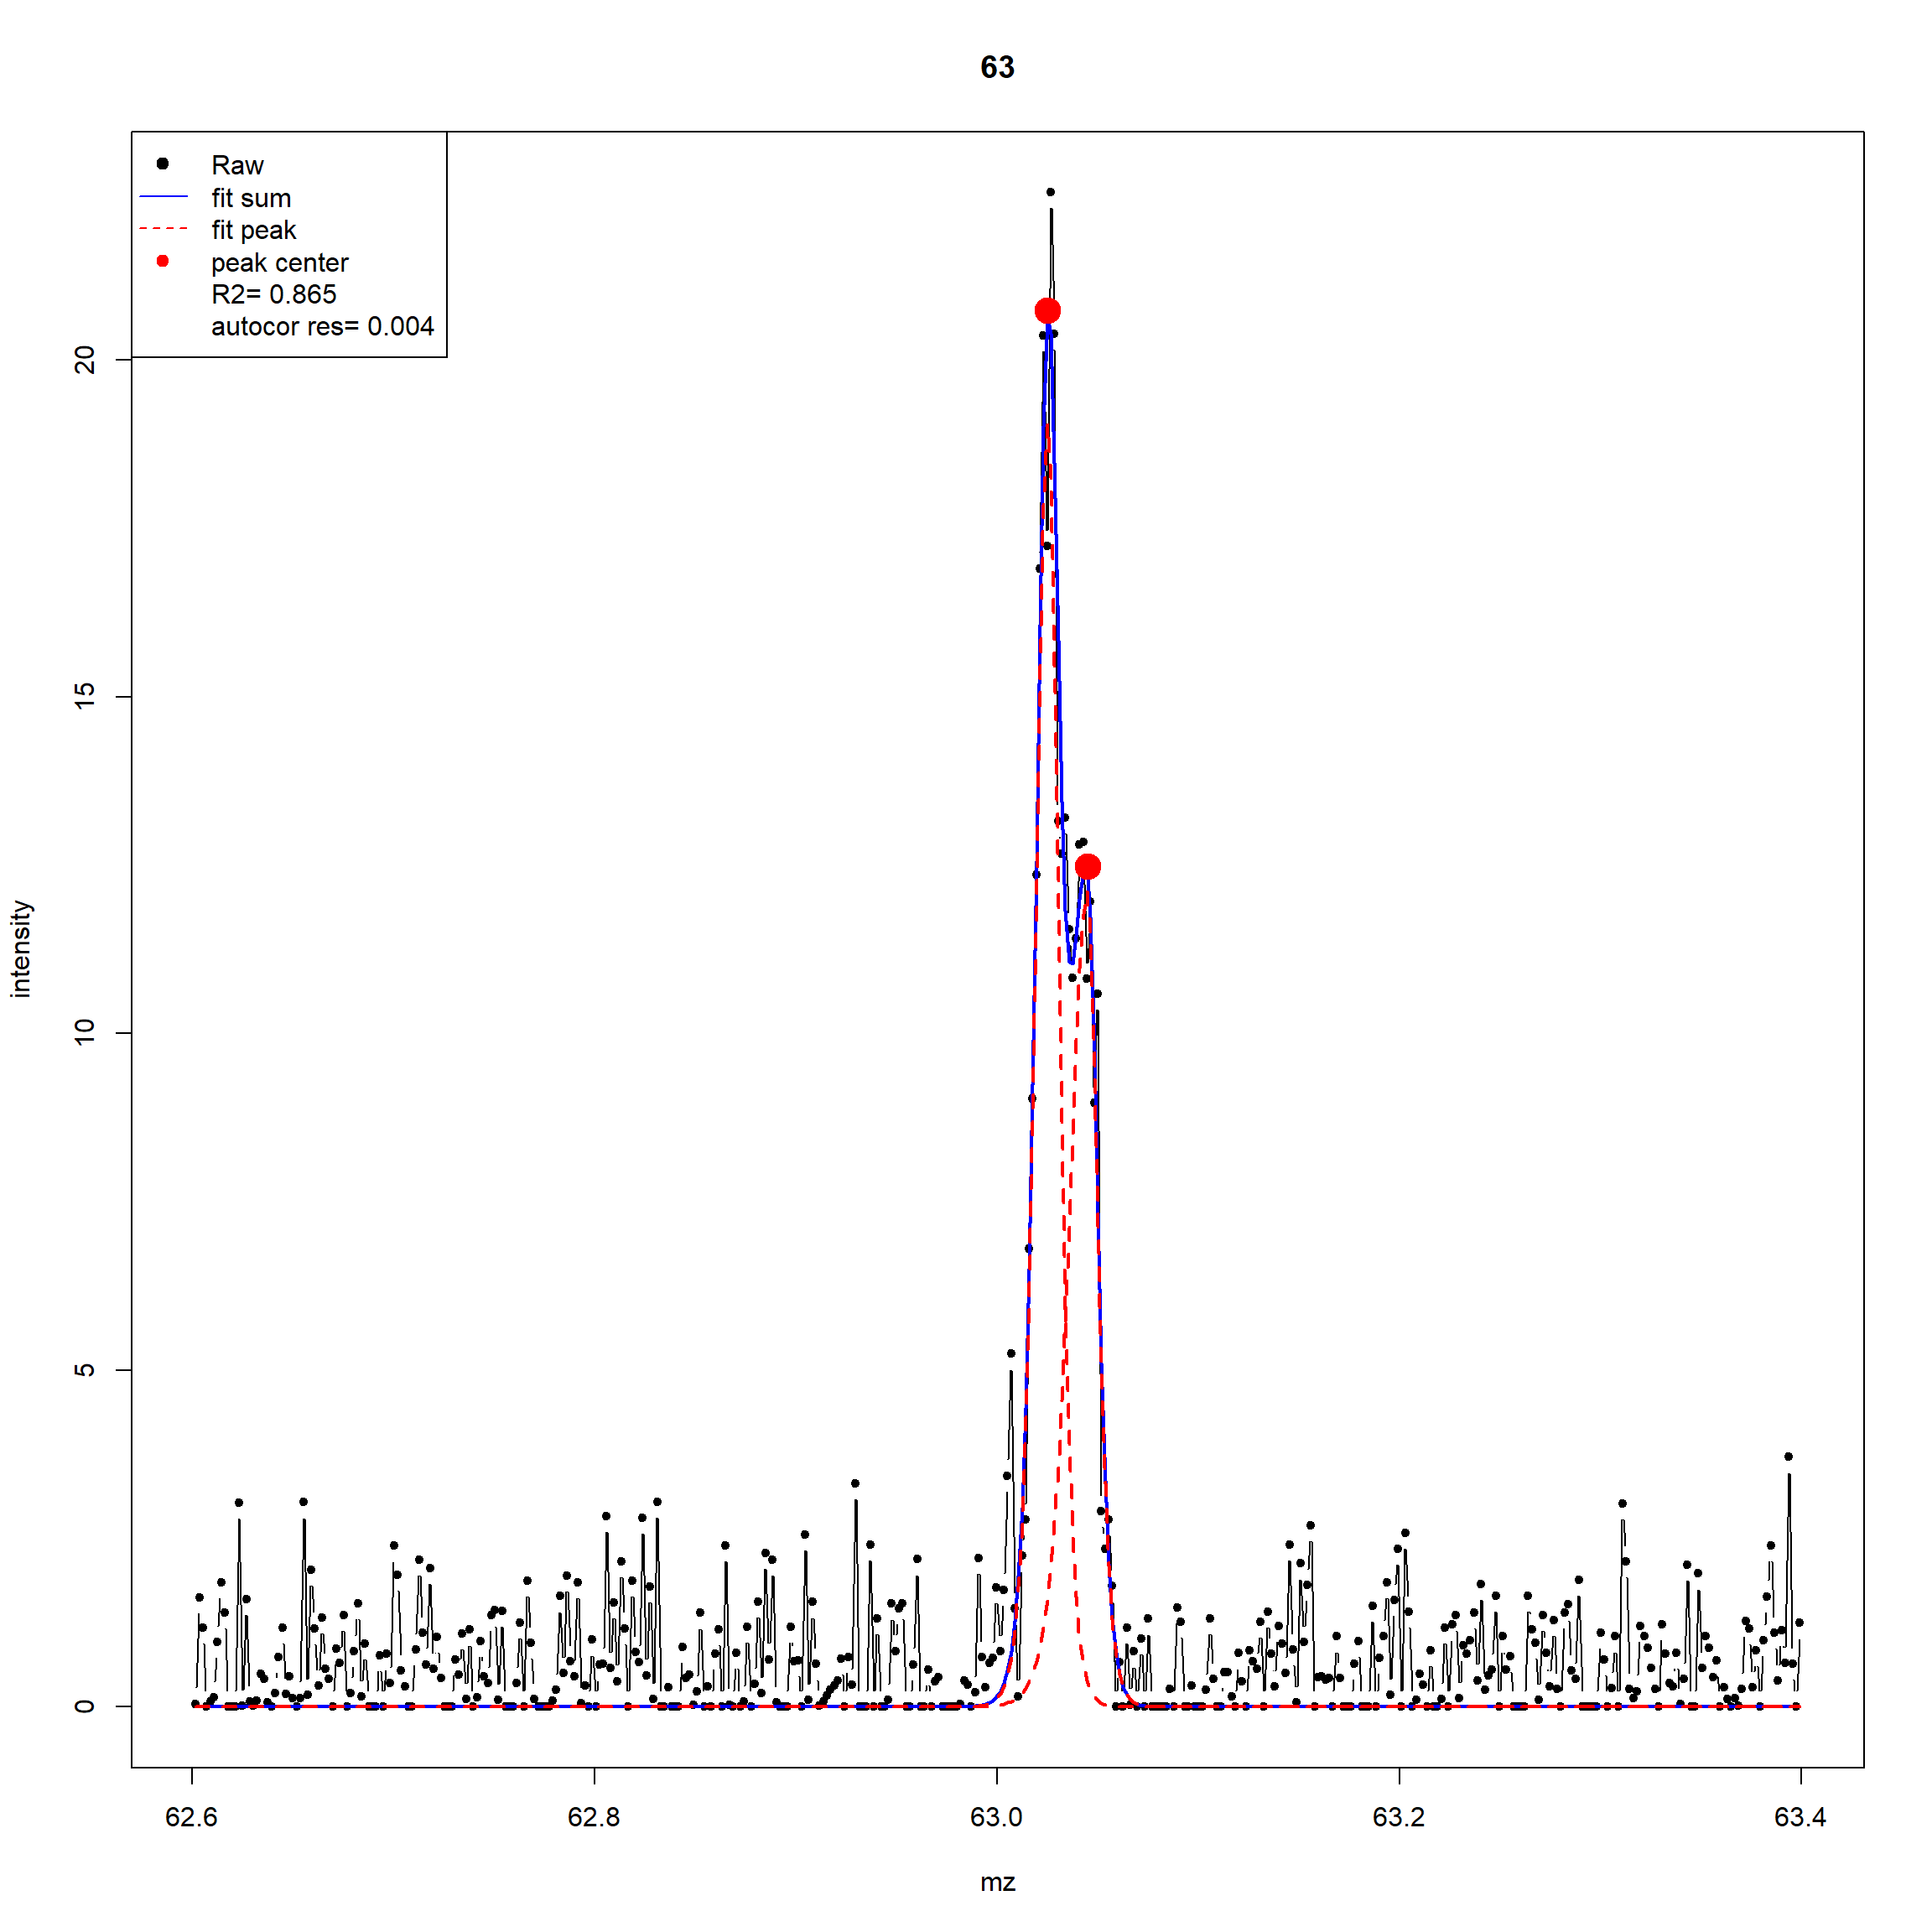 63
Raw
fit sum
fit peak
peak center
R2= 0.865
autocor res= 0.004
20
15
10
5
0
intensity
62.6 62.8 63.0 63.2 63.4
mz